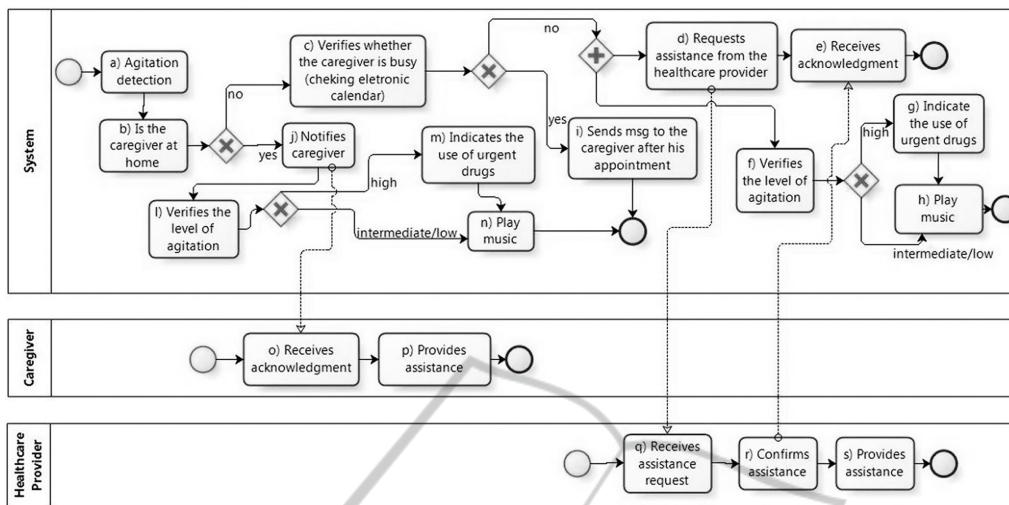 System
a) Agitation
detection
b) Is the
caregiver at
home
no
yes
c) Verifies whether
the caregiver is busy
(cheking eletronic
calendar)
j) Notifies
caregiver
l) Verifies the
level of
agitation
high
intermediate/low
m) Indicates the
use of urgent
drugs
n) Play
music
no
yes
i) Sends msg to the
caregiver after his
appointment
d) Requests
assistance from the
healthcare provider
e) Receives
acknowledgment
f) Verifies
the level of
agitation
high
intermediate/low
g) Indicate
the use of
urgent drugs
h) Play
music
Caregiver
o) Receives
acknowledgment
p) Provides
assistance
Healthcare
Provider
q) Receives
assistance
request
r) Confirms
assistance
s) Provides
assistance